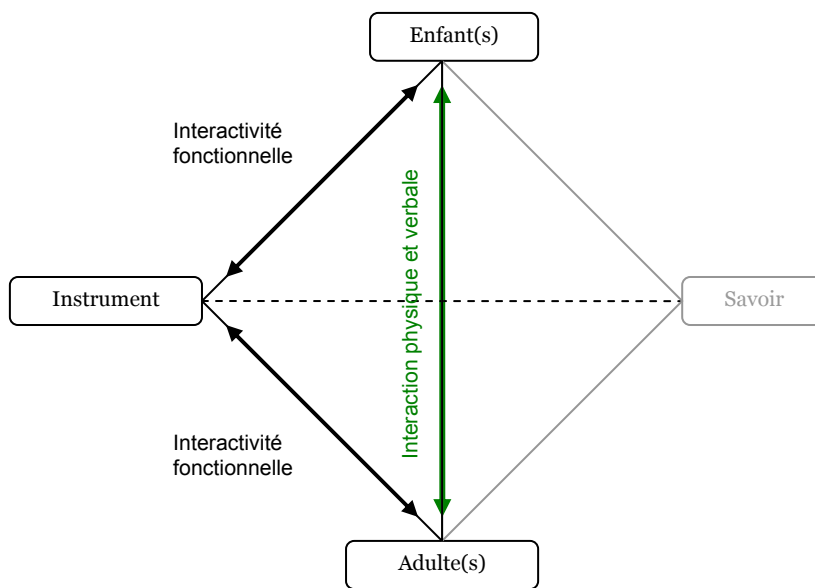 Enfant(s)
Interactivité
fonctionnelle
Interaction physique et verbale
Instrument
Savoir
Interactivité
fonctionnelle
Adulte(s)